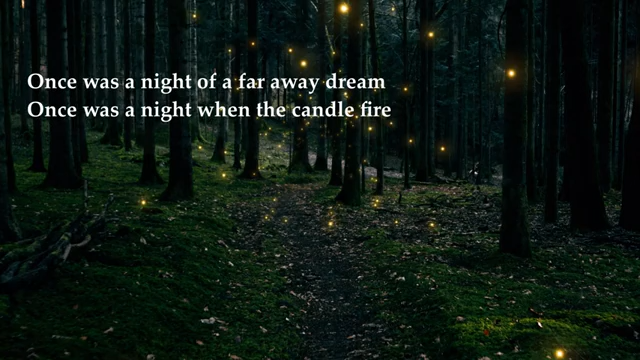 Once was a night of a far away dream
Once was a night when the candle fire